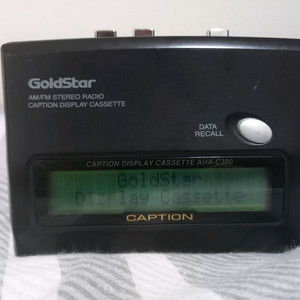 GoldStar
AM/FM STEREO RADIO
CAPTION DISPLAY CASSETTE
DATA
RECALL
CAPTION DISPLAY CASSETTE AHA-C380
GoldStar
Display Cassette
CAPTION